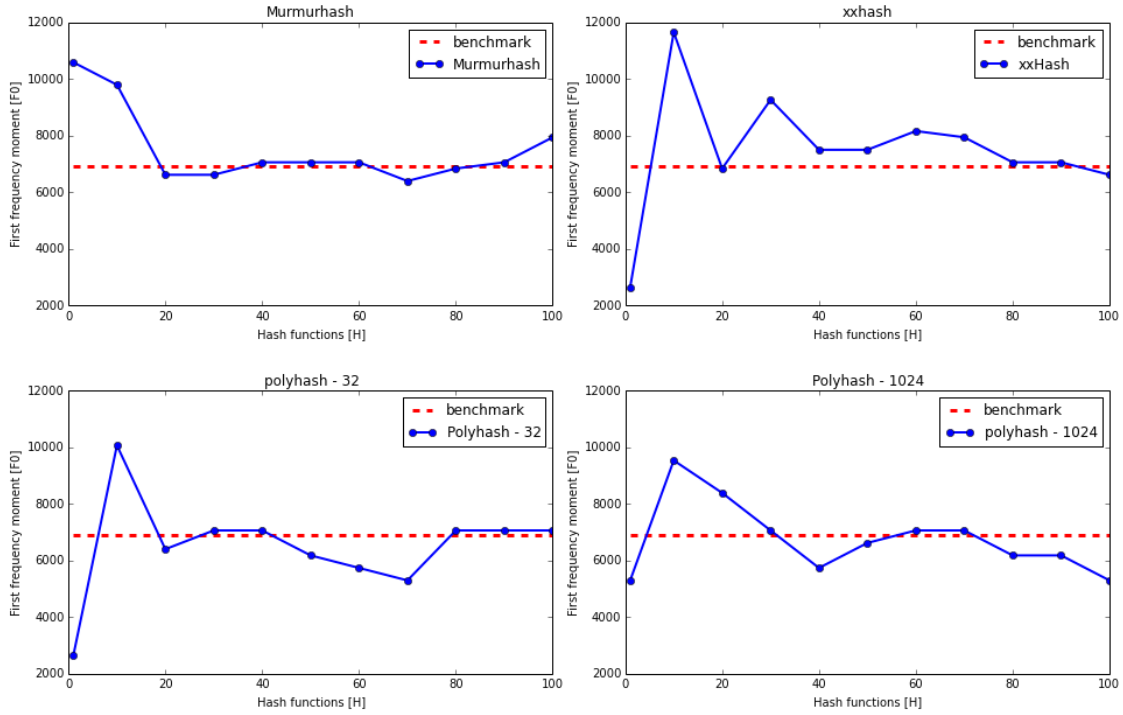 Murmurhash
12000
10000
8000
6000
4000
2000
First frequency moment [F0]
benchmark
Murmurhash
0 20 40 60 80 100
Hash functions [H]
xxhash
12000
10000
8000
6000
4000
2000
First frequency moment [F0]
benchmark
xxHash
0 20 40 60 80 100
Hash functions [H]
polyhash - 32
12000
10000
8000
6000
4000
2000
First frequency moment [F0]
benchmark
Polyhash - 32
0 20 40 60 80 100
Hash functions [H]
Polyhash - 1024
12000
10000
8000
6000
4000
2000
First frequency moment [F0]
benchmark
polyhash - 1024
0 20 40 60 80 100
Hash functions [H]